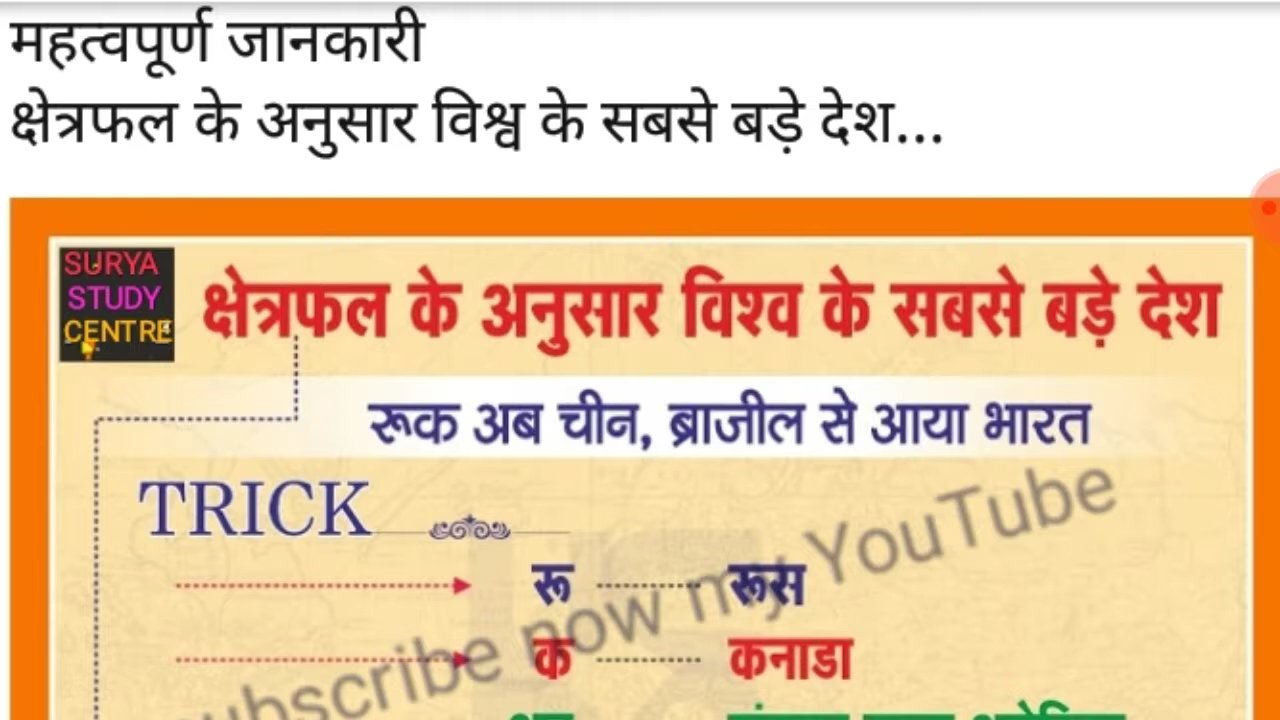 महत्वपूर्ण जानकारी
क्षेत्रफल के अनुसार विश्व के सबसे बड़े देश...
SURYA
STUDY
CENTRE
क्षेत्रफल के अनुसार विश्व के सबसे बड़े देश
रूक अब चीन, ब्राजील से आया भारत
TRICK
रू ---------- रूस
क ---------- कनाडा
subscribe now my YouTube